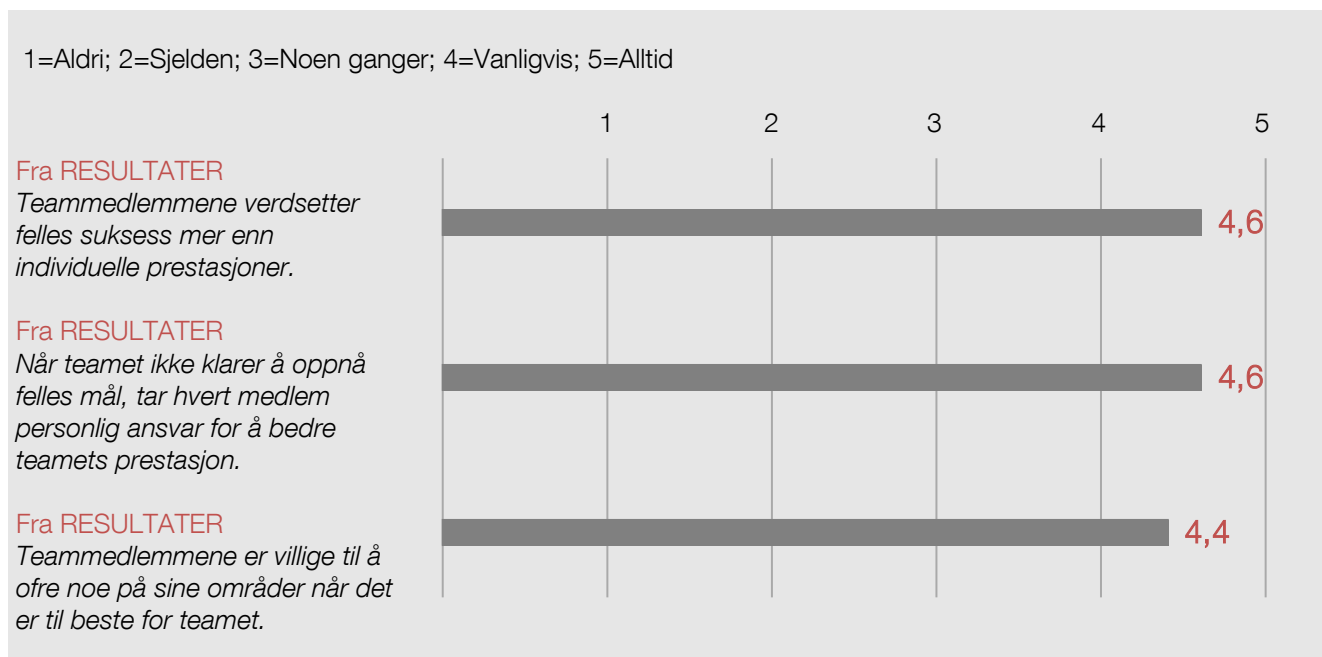 1=Aldri; 2=Sjelden; 3=Noen ganger; 4=Vanligvis; 5=Alltid
1 2 3 4 5
Fra RESULTATER
Teammedlemmene verdsetter
felles suksess mer enn
individuelle prestasjoner.
4,6
Fra RESULTATER
Når teamet ikke klarer å oppnå
felles mål, tar hvert medlem
personlig ansvar for å bedre
teamets prestasjon.
4,6
Fra RESULTATER
Teammedlemmene er villige til å
ofre noe på sine områder når det
er til beste for teamet.
4,4